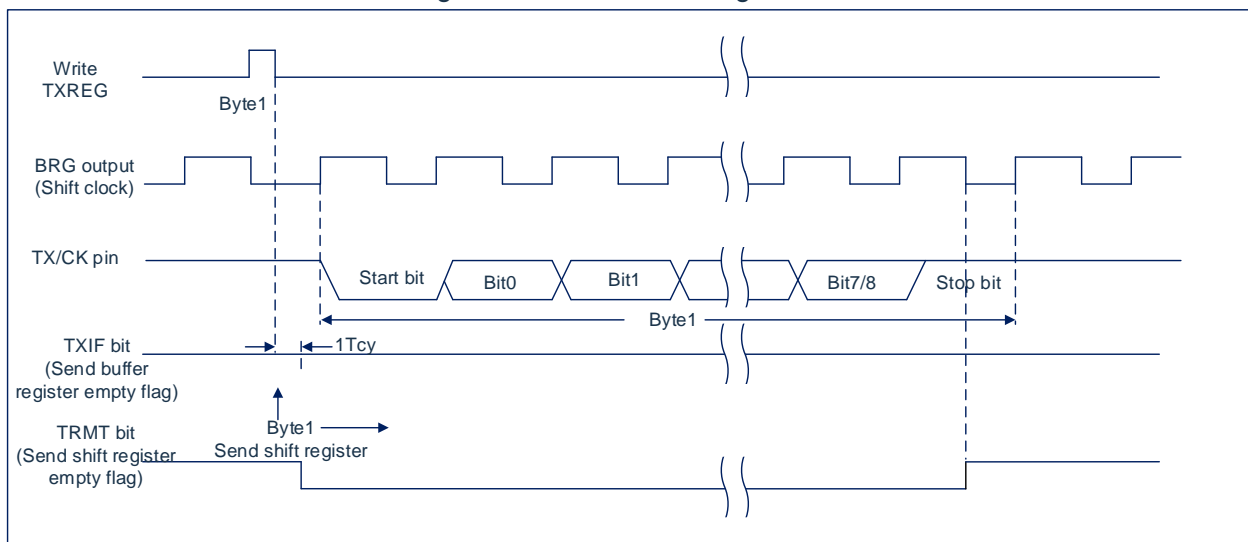 Write
TXREG
Byte1
BRG output
(Shift clock)
TX/CK pin
Start bit
Bit0
Bit1
Bit7/8
Stop bit
Byte1
TXIF bit
(Send buffer
register empty flag)
1Tcy
Byte1
Send shift register
TRMT bit
(Send shift register
empty flag)